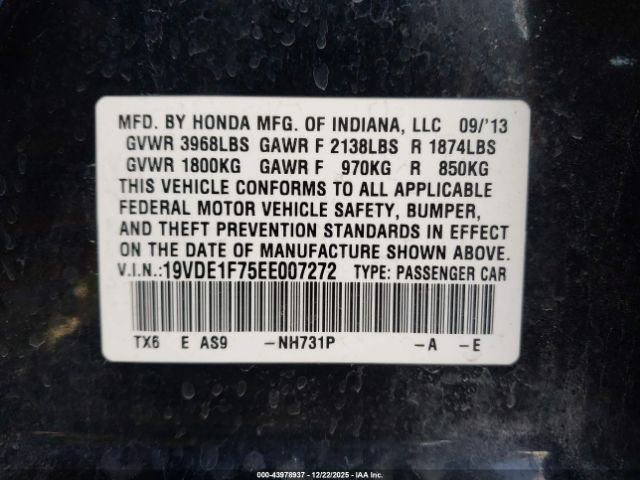 MFD. BY HONDA MFG. OF INDIANA, LLC 09/'13
GVWR 3968LBS GAWR F 2138LBS R 1874LBS
GVWR 1800KG GAWR F 970KG R 850KG
THIS VEHICLE CONFORMS TO ALL APPLICABLE
FEDERAL MOTOR VEHICLE SAFETY, BUMPER,
AND THEFT PREVENTION STANDARDS IN EFFECT
ON THE DATE OF MANUFACTURE SHOWN ABOVE.
V.I.N.:19VDE1F75EE007272 TYPE: PASSENGER CAR
TX6 E AS9 -NH731P -A -E
000-43978937 - 12/22/2025 - IAA Inc.